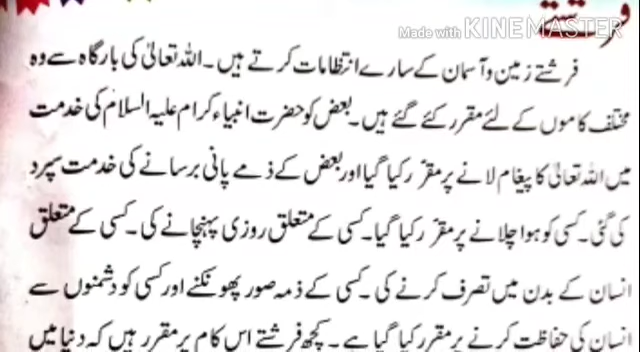 فرشتے
Made with KINEMASTER
فرشتے زمین و آسمان کے سارے انتظامات کرتے ہیں۔ اللہ تعالیٰ کی بارگاہ سے وہ
مختلف کاموں کے لئے مقرر کئے گئے ہیں۔ بعض کو حضرت انبیاء کرام علیہ السلام کی خدمت
میں اللہ تعالیٰ کا پیغام لانے پر مقرّر کیا گیا اور بعض کے ذمے پانی برسانے کی خدمت سپرد
کی گئی۔ کسی کو ہوا چلانے پر مقرّر کیا گیا۔ کسی کے متعلق روزی پہنچانے کی۔ کسی کے متعلق
انسان کے بدن میں تصرف کرنے کی۔ کسی کے ذمہ صور پھونکنے اور کسی کو دشمنوں سے
انسان کی حفاظت کرنے پر مقرر کیا گیا ہے۔ کچھ فرشتے اس کام پر مقرر ہیں کہ دنیا میں